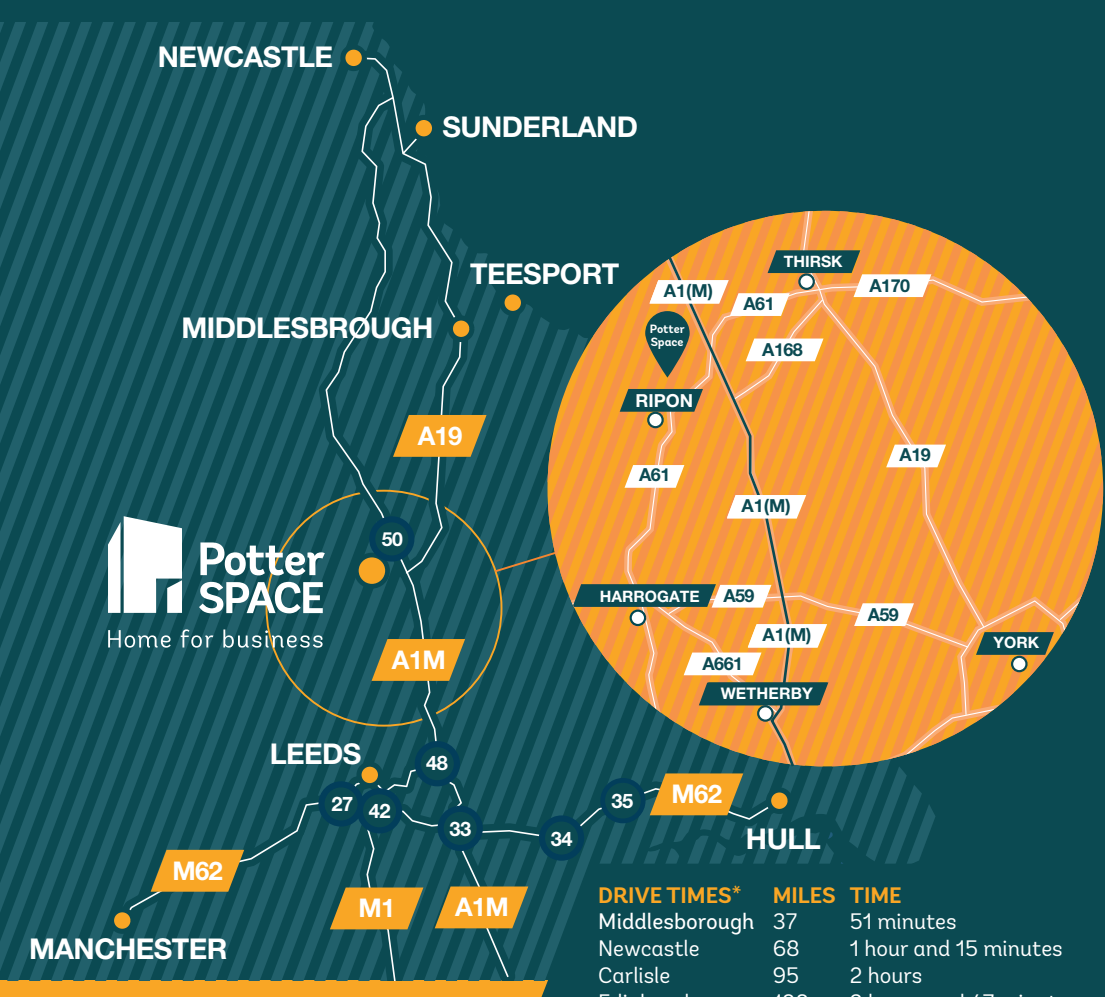 NEWCASTLE
SUNDERLAND
TEESPORT
MIDDLESBROUGH
A19
50
Potter
SPACE
Home for business
A1M
LEEDS
48
27
42
33
34
35
M62
HULL
M62
M1
A1M
MANCHESTER
THIRSK
A1(M)
A61
A170
Potter
Space
A168
RIPON
A61
A19
A1(M)
HARROGATE
A59
A59
A1(M)
YORK
A661
WETHERBY
DRIVE TIMES* MILES TIME
Middlesborough 37 51 minutes
Newcastle 68 1 hour and 15 minutes
Carlisle 95 2 hours